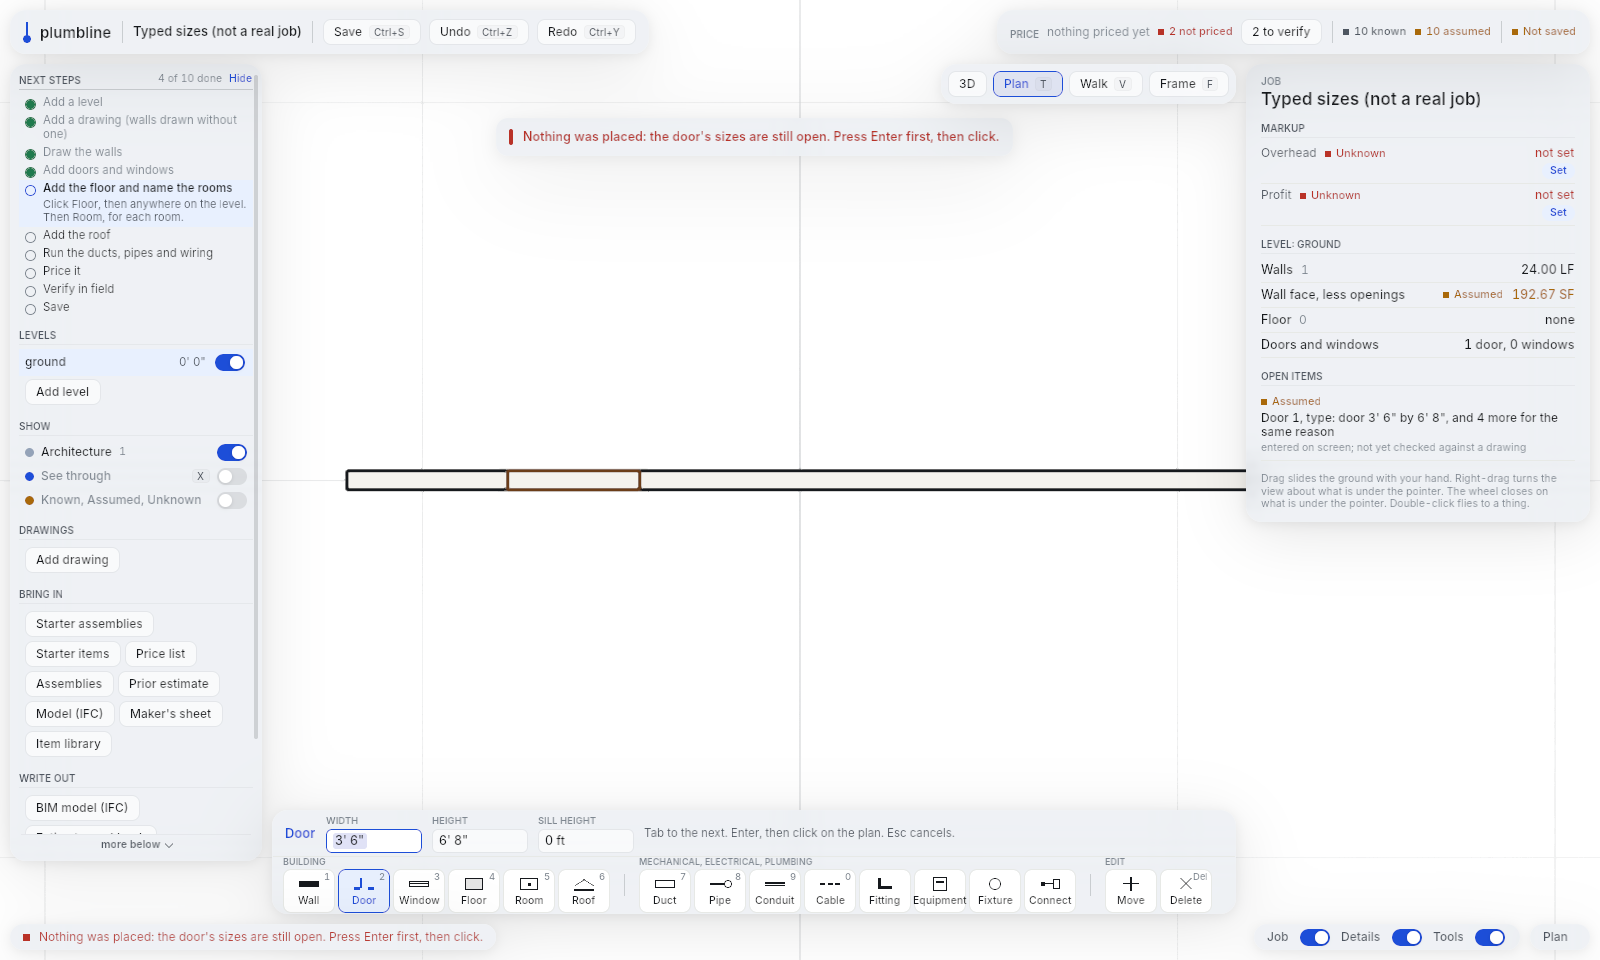 plumbline
Typed sizes (not a real job)
Save Ctrl+S
Undo Ctrl+Z
Redo Ctrl+Y
PRICE nothing priced yet 2 not priced 2 to verify 10 known 10 assumed Not saved
3D
Plan T
Walk V
Frame F
Nothing was placed: the door's sizes are still open. Press Enter first, then click.
NEXT STEPS 4 of 10 done Hide
Add a level
Add a drawing (walls drawn without
one)
Draw the walls
Add doors and windows
Add the floor and name the rooms
Click Floor, then anywhere on the level.
Then Room, for each room.
Add the roof
Run the ducts, pipes and wiring
Price it
Verify in field
Save
LEVELS
ground 0' 0"
Add level
SHOW
Architecture 1
See through X
Known, Assumed, Unknown
DRAWINGS
Add drawing
BRING IN
Starter assemblies
Starter items Price list
Assemblies Prior estimate
Model (IFC) Maker's sheet
Item library
WRITE OUT
BIM model (IFC)
more below
JOB
Typed sizes (not a real job)
MARKUP
Overhead Unknown not set
Set
Profit Unknown not set
Set
LEVEL: GROUND
Walls 1 24.00 LF
Wall face, less openings Assumed 192.67 SF
Floor 0 none
Doors and windows 1 door, 0 windows
OPEN ITEMS
Assumed
Door 1, type: door 3' 6" by 6' 8", and 4 more for the
same reason
entered on screen; not yet checked against a drawing
Drag slides the ground with your hand. Right-drag turns the
view about what is under the pointer. The wheel closes on
what is under the pointer. Double-click flies to a thing.
WIDTH HEIGHT SILL HEIGHT
Door 3' 6" 6' 8" 0 ft Tab to the next. Enter, then click on the plan. Esc cancels.
BUILDING MECHANICAL, ELECTRICAL, PLUMBING EDIT
1 2 3 4 5 6 7 8 9 0 Del
Wall Door Window Floor Room Roof Duct Pipe Conduit Cable Fitting Equipment Fixture Connect Move Delete
Nothing was placed: the door's sizes are still open. Press Enter first, then click.
Job Details Tools Plan